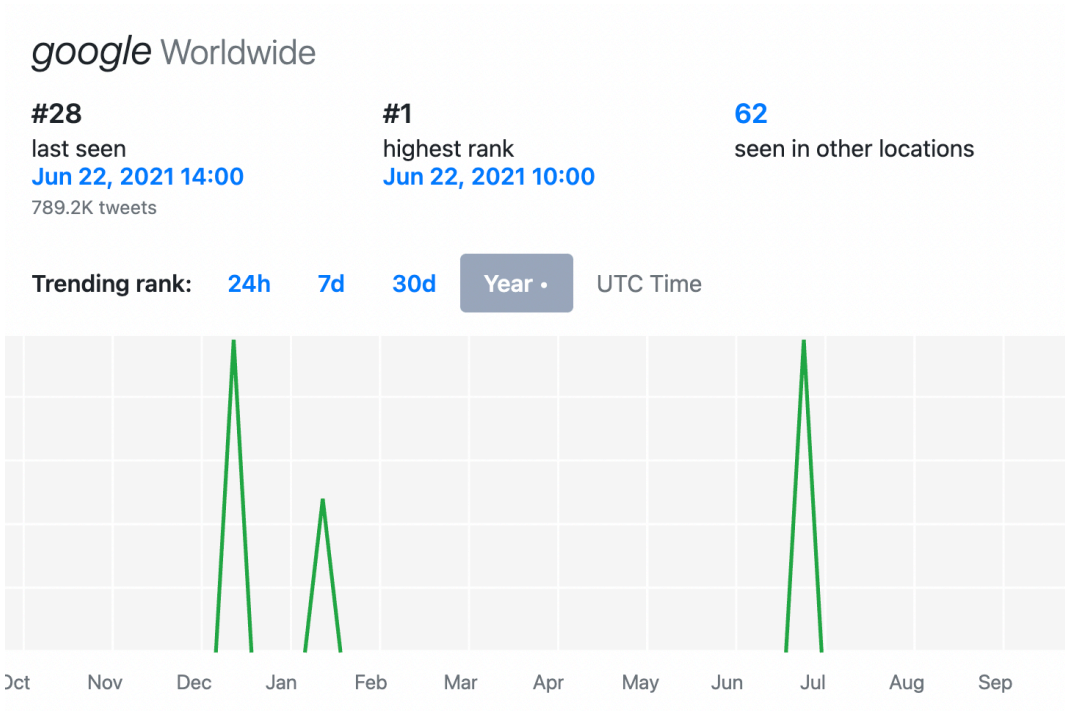 google Worldwide
#28
last seen
Jun 22, 2021 14:00
789.2K tweets
#1
highest rank
Jun 22, 2021 10:00
62
seen in other locations
Trending rank: 24h 7d 30d Year • UTC Time
Oct Nov Dec Jan Feb Mar Apr May Jun Jul Aug Sep